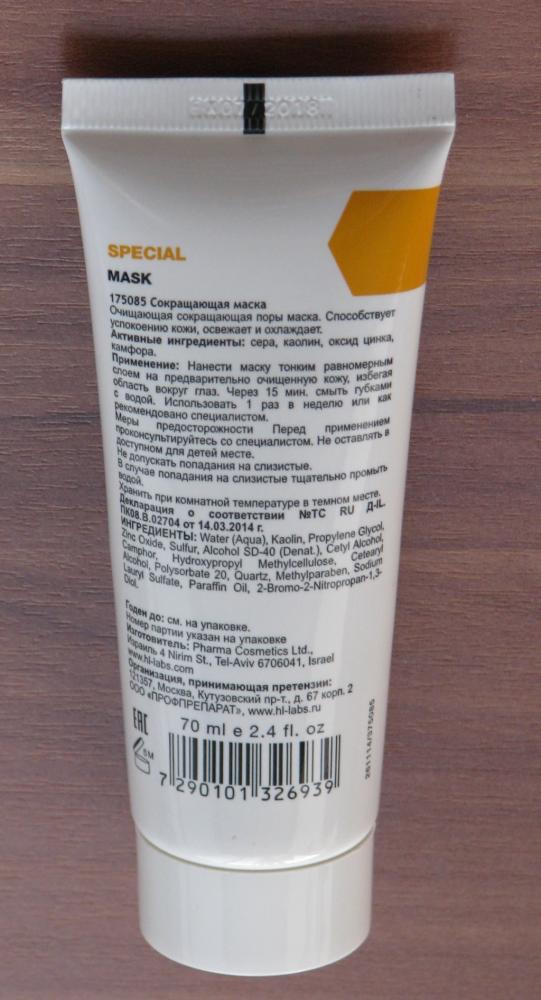 EX07/2018
SPECIAL
MASK
175085 Сокращающая маска
Очищающая сокращающая поры маска. Способствует
успокоению кожи, освежает и охлаждает.
Активные ингредиенты: сера, каолин, оксид цинка,
камфора.
Применение: Нанести маску тонким равномерным
слоем на предварительно очищенную кожу, избегая
область вокруг глаз. Через 15 мин. смыть губками
с водой. Использовать 1 раз в неделю или как
рекомендовано специалистом.
Меры предосторожности Перед применением
проконсультируйтесь со специалистом. Не оставлять в
доступном для детей месте.
Не допускать попадания на слизистые.
В случае попадания на слизистые тщательно промыть
водой.
Хранить при комнатной температуре в темном месте.
Декларация о соответствии №ТС RU Д-IL.
ПК08.В.02704 от 14.03.2014 г.
ИНГРЕДИЕНТЫ: Water (Aqua), Kaolin, Propylene Glycol,
Zinc Oxide, Sulfur, Alcohol SD-40 (Denat.), Cetyl Alcohol,
Camphor, Hydroxypropyl Methylcellulose, Cetearyl
Alcohol, Polysorbate 20, Quartz, Methylparaben, Sodium
Lauryl Sulfate, Paraffin Oil, 2-Bromo-2-Nitropropan-1,3-
Diol.
Годен до: см. на упаковке.
Номер партии указан на упаковке
Изготовитель: Pharma Cosmetics Ltd.,
Израиль 4 Nirim St., Tel-Aviv 6706041, Israel
www.hl-labs.com
Организация, принимающая претензии:
121357, Москва, Кутузовский пр-т., д. 67 корп. 2
ООО «ПРОФПРЕПАРАТ», www.hl-labs.ru
EAC
70 ml e 2.4 fl. oz
6M
7 290101 326939
261114/375085